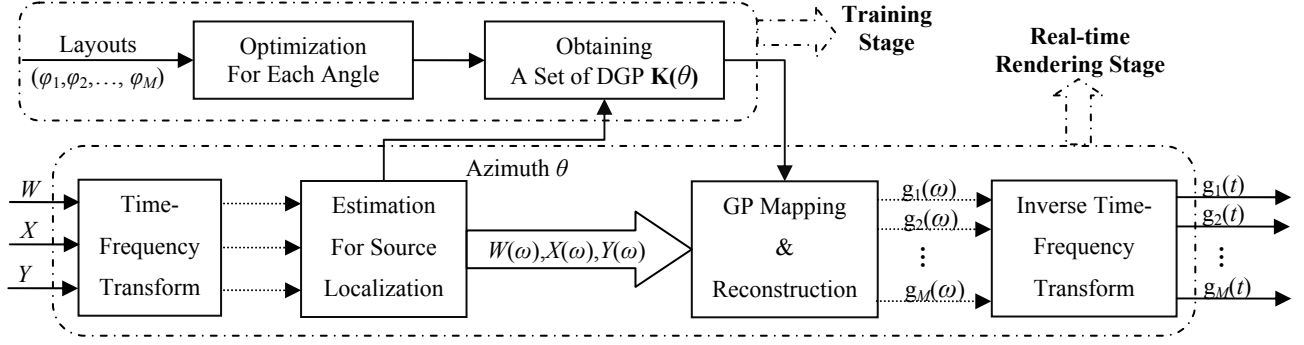 Training
Stage
Real-time
Rendering Stage
Layouts
(φ1,φ2,…, φM)
Optimization
For Each Angle
Obtaining
A Set of DGP K(θ)
Azimuth θ
W
X
Y
Time-
Frequency
Transform
Estimation
For Source
Localization
W(ω),X(ω),Y(ω)
GP Mapping
&
Reconstruction
g1(ω)
g2(ω)
⋮
gM(ω)
Inverse Time-
Frequency
Transform
g1(t)
g2(t)
⋮
gM(t)